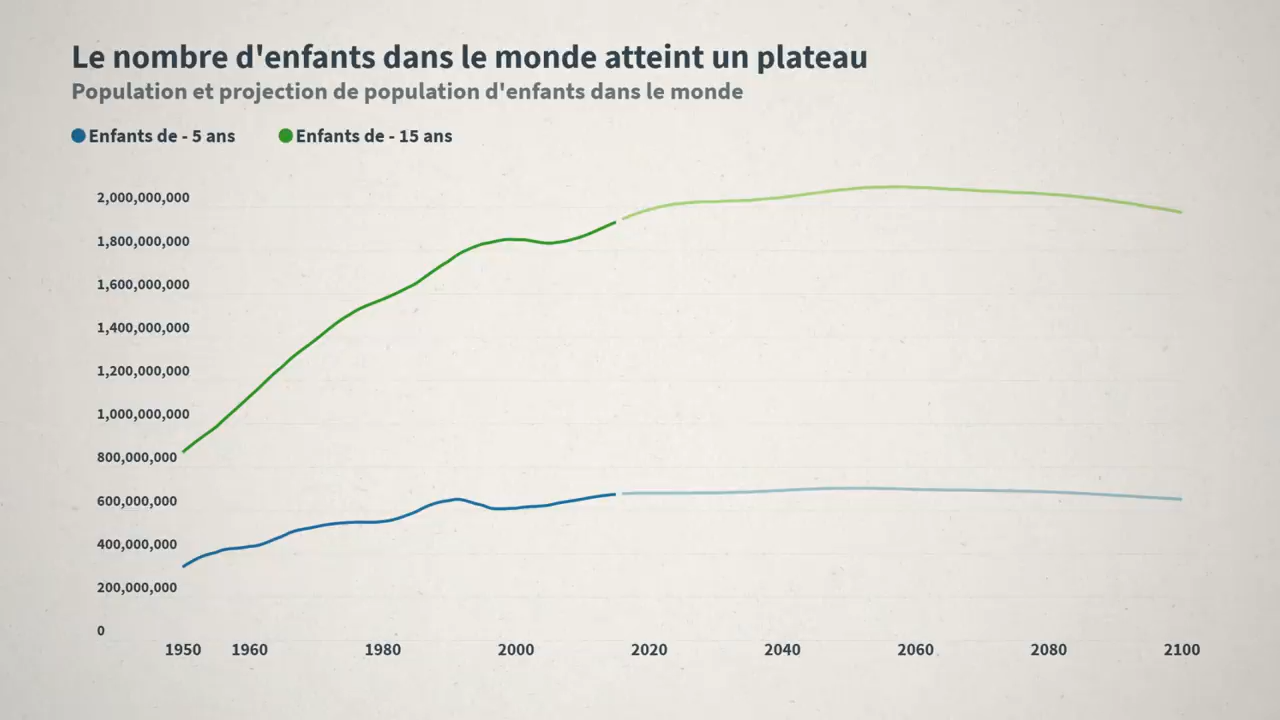 Le nombre d'enfants dans le monde atteint un plateau
Population et projection de population d'enfants dans le monde
Enfants de - 5 ans Enfants de - 15 ans
2,000,000,000
1,800,000,000
1,600,000,000
1,400,000,000
1,200,000,000
1,000,000,000
800,000,000
600,000,000
400,000,000
200,000,000
0
1950 1960 1980 2000 2020 2040 2060 2080 2100